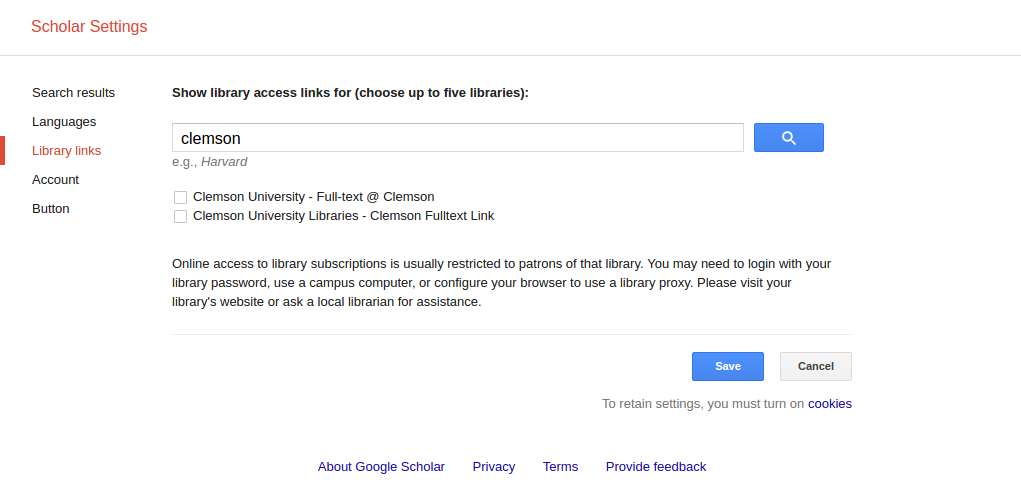 Scholar Settings
Search results
Languages
Library links
Account
Button
Show library access links for (choose up to five libraries):
clemson
e.g., Harvard
Clemson University - Full-text @ Clemson
Clemson University Libraries - Clemson Fulltext Link
Online access to library subscriptions is usually restricted to patrons of that library. You may need to login with your
library password, use a campus computer, or configure your browser to use a library proxy. Please visit your
library's website or ask a local librarian for assistance.
Save Cancel
To retain settings, you must turn on cookies
About Google Scholar Privacy Terms Provide feedback